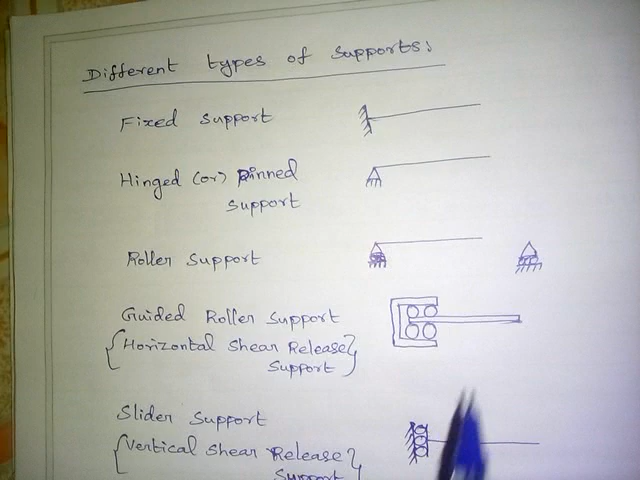 Different types of supports:
Fixed support
Hinged (or) Pinned
support
Roller support
Guided Roller Support
{Horizontal Shear Release}
Support
Slider Support
{Vertical Shear Release}
Support